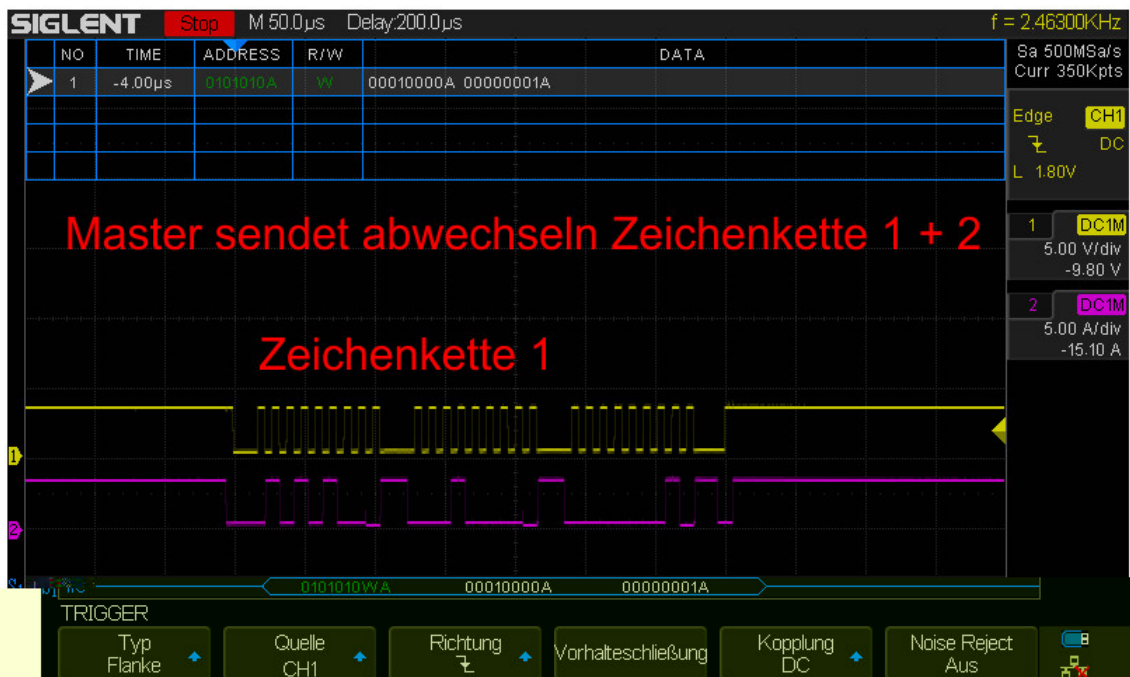 SIGLENT Stop M 50.0µs Delay:200.0µs f = 2.46300KHz
NO TIME ADDRESS R/W DATA
1 -4.00µs 0101010A W 00010000A 00000001A
Sa 500MSa/s
Curr 350Kpts
Edge CH1
DC
L 1.80V
Master sendet abwechseln Zeichenkette 1 + 2
1 DC1M
5.00 V/div
-9.80 V
2 DC1M
5.00 A/div
-15.10 A
Zeichenkette 1
1
2
0101010WA 00010000A 00000001A
TRIGGER
Typ Quelle Richtung Vorhalteschließung Kopplung Noise Reject
Flanke CH1 DC Aus